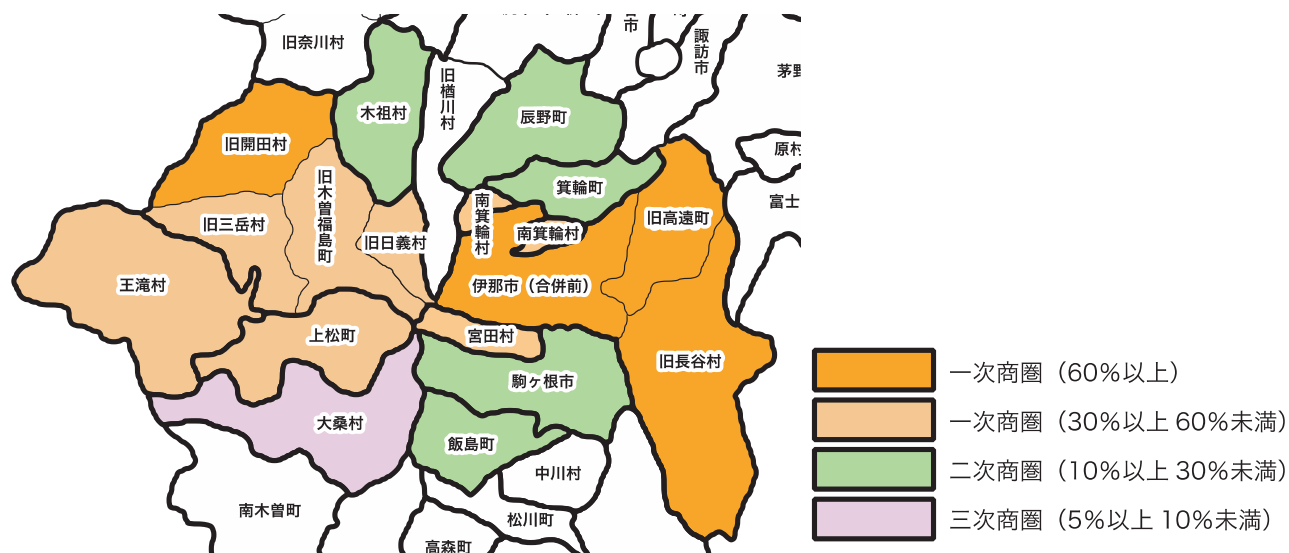 市
諏訪市
旧奈川村
茅野
旧楢川村
木祖村
辰野町
旧開田村
原村
箕輪町
富士
旧木曽福島町
南箕輪村
旧高遠町
旧三岳村
旧日義村
南箕輪村
王滝村
伊那市（合併前）
上松町
宮田村
旧長谷村
駒ヶ根市
大桑村
飯島町
中川村
南木曽町
松川町
高森町
一次商圏（60％以上）
一次商圏（30％以上 60％未満）
二次商圏（10％以上 30％未満）
三次商圏（5％以上 10％未満）